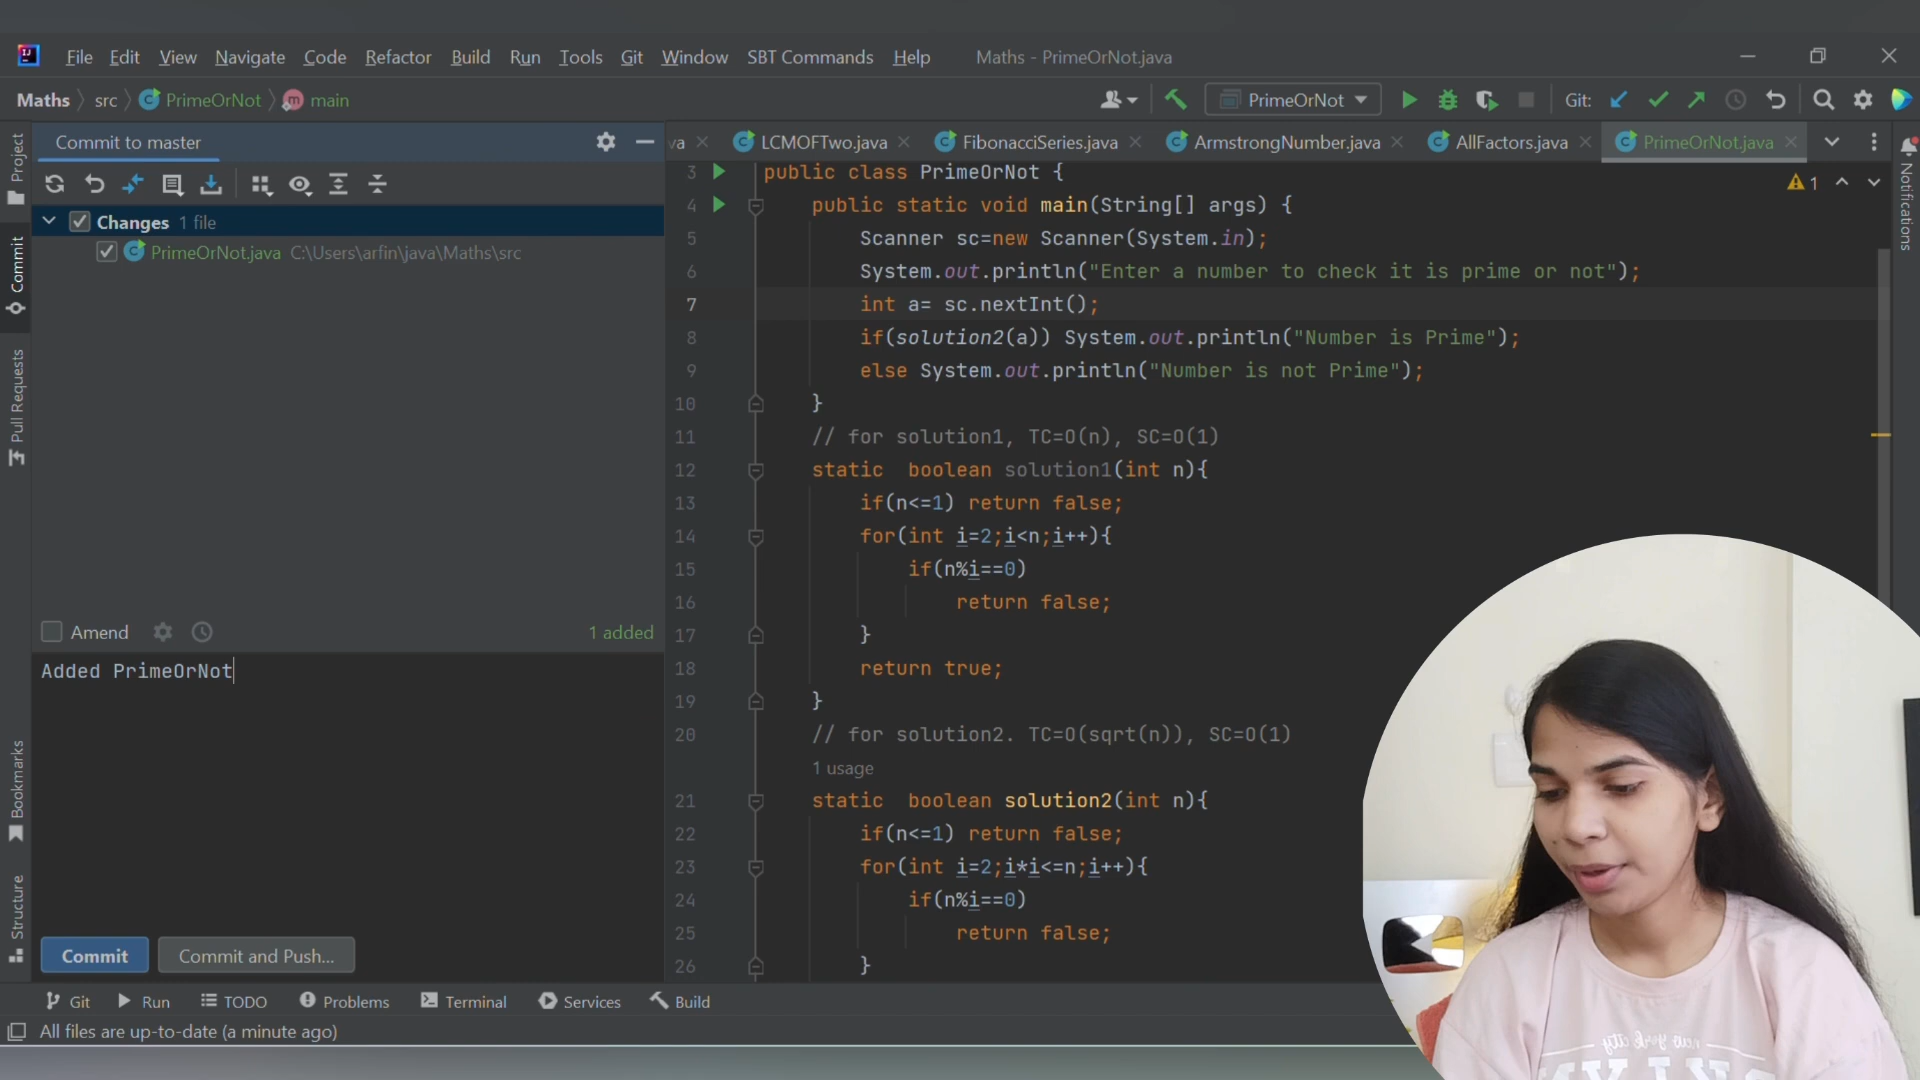 File Edit View Navigate Code Refactor Build Run Tools Git Window SBT Commands Help Maths - PrimeOrNot.java
Maths src PrimeOrNot main PrimeOrNot Git:
Commit to master
va LCMOFTwo.java FibonacciSeries.java ArmstrongNumber.java AllFactors.java PrimeOrNot.java
Project
Commit
Pull Requests
Bookmarks
Structure
Notifications
Changes 1 file
PrimeOrNot.java C:\Users\arfin\java\Maths\src
Amend 1 added
Added PrimeOrNot
Commit Commit and Push...
1
3 public class PrimeOrNot {
4 public static void main(String[] args) {
5 Scanner sc=new Scanner(System.in);
6 System.out.println("Enter a number to check it is prime or not");
7 int a= sc.nextInt();
8 if(solution2(a)) System.out.println("Number is Prime");
9 else System.out.println("Number is not Prime");
10 }
11 // for solution1, TC=O(n), SC=O(1)
12 static  boolean solution1(int n){
13 if(n<=1) return false;
14 for(int i=2;i<n;i++){
15 if(n%i==0)
16 return false;
17 }
18 return true;
19 }
20 // for solution2. TC=O(sqrt(n)), SC=O(1)
1 usage
21 static  boolean solution2(int n){
22 if(n<=1) return false;
23 for(int i=2;i*i<=n;i++){
24 if(n%i==0)
25 return false;
26 }
Git Run TODO Problems Terminal Services Build
All files are up-to-date (a minute ago)
new york city